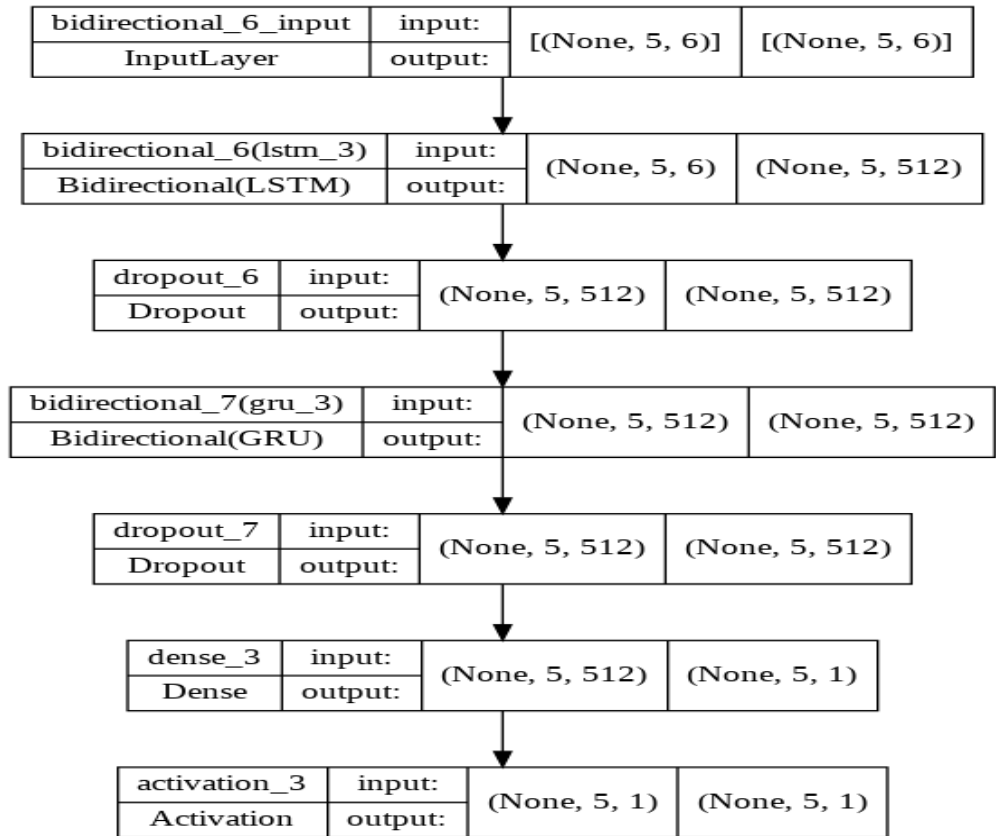 bidirectional_6_input input: [(None, 5, 6)] [(None, 5, 6)]
InputLayer output:
bidirectional_6(lstm_3) input: (None, 5, 6) (None, 5, 512)
Bidirectional(LSTM) output:
dropout_6 input: (None, 5, 512) (None, 5, 512)
Dropout output:
bidirectional_7(gru_3) input: (None, 5, 512) (None, 5, 512)
Bidirectional(GRU) output:
dropout_7 input: (None, 5, 512) (None, 5, 512)
Dropout output:
dense_3 input: (None, 5, 512) (None, 5, 1)
Dense output:
activation_3 input: (None, 5, 1) (None, 5, 1)
Activation output: